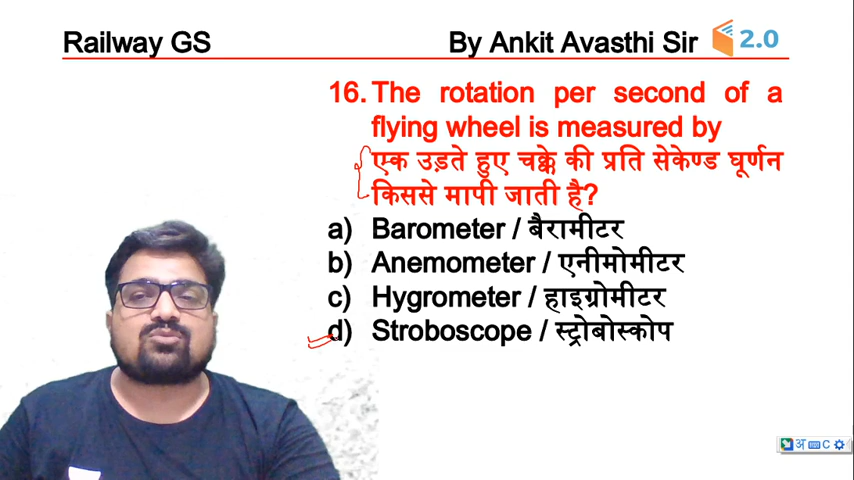 Railway GS
By Ankit Avasthi Sir 2.0
16. The rotation per second of a
flying wheel is measured by
एक उड़ते हुए चक्के की प्रति सेकेण्ड घूर्णन
किससे मापी जाती है?
a) Barometer / बैरामीटर
b) Anemometer / एनीमोमीटर
c) Hygrometer / हाइग्रोमीटर
d) Stroboscope / स्ट्रोबोस्कोप
अ C